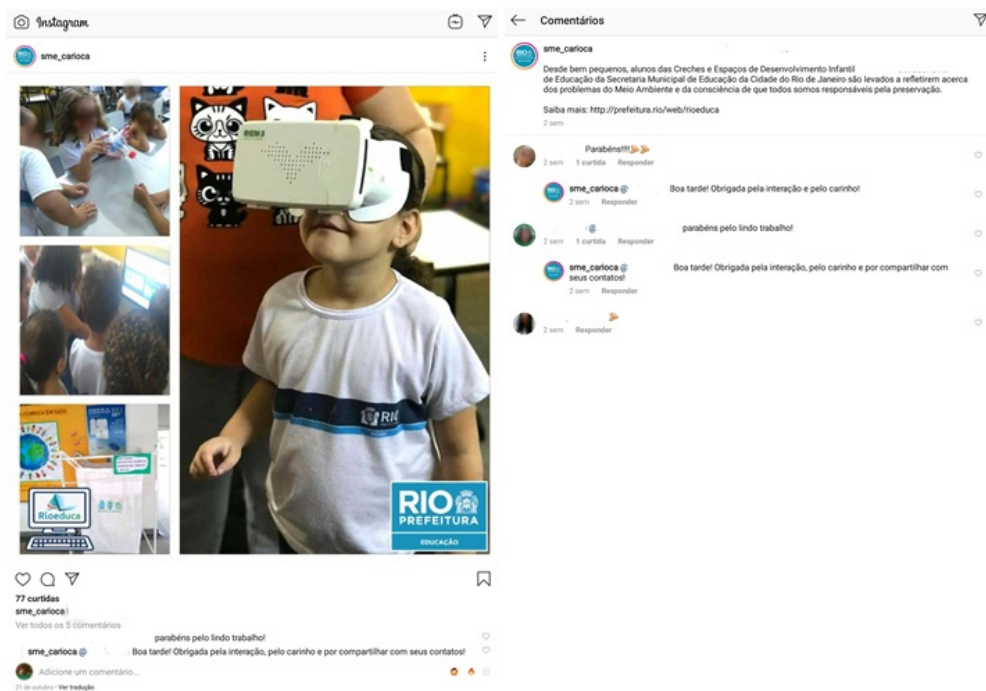 Instagram
sme_carioca
RIEM3
RIO
Rioeduca
RIO
PREFEITURA
EDUCAÇÃO
77 curtidas
sme_carioca
Ver todos os 5 comentários
parabéns pelo lindo trabalho!
sme_carioca @ Boa tarde! Obrigada pela interação, pelo carinho e por compartilhar com seus contatos!
Adicione um comentário...
21 de outubro • Ver tradução
Comentários
sme_carioca
Desde bem pequenos, alunos das Creches e Espaços de Desenvolvimento Infantil
de Educação da Secretaria Municipal de Educação da Cidade do Rio de Janeiro são levados a refletirem acerca
dos problemas do Meio Ambiente e da consciência de que todos somos responsáveis pela preservação.
Saiba mais: http://prefeitura.rio/web/rioeduca
2 sem
Parabéns!!!!
2 sem 1 curtida Responder
sme_carioca @ Boa tarde! Obrigada pela interação e pelo carinho!
2 sem Responder
@ parabéns pelo lindo trabalho!
2 sem 1 curtida Responder
sme_carioca @ Boa tarde! Obrigada pela interação, pelo carinho e por compartilhar com
seus contatos!
2 sem Responder
2 sem Responder